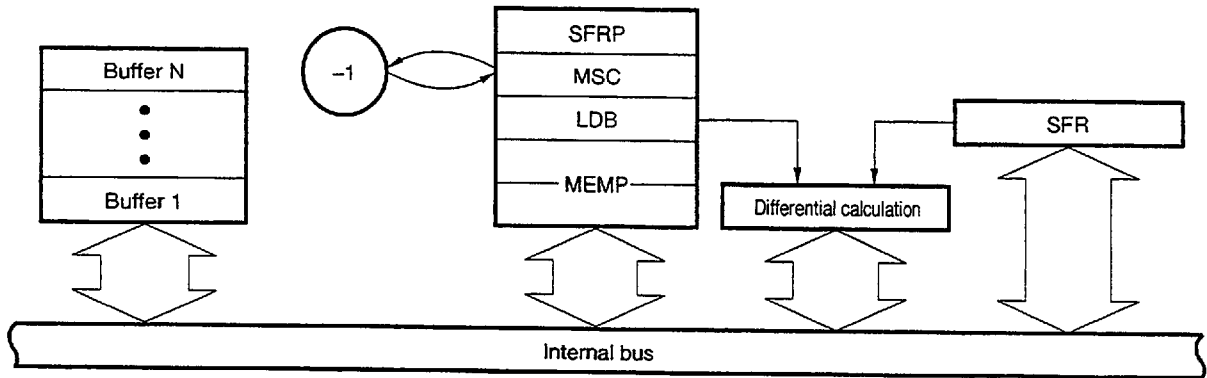 Buffer N
Buffer 1
–1
SFRP
MSC
LDB
MEMP
Differential calculation
SFR
Internal bus